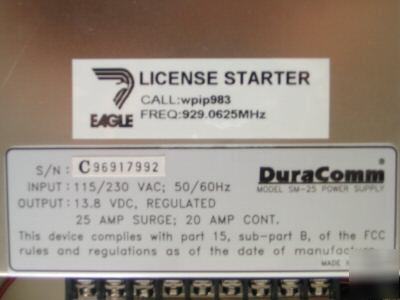 LICENSE STARTER
CALL:wpip983
EAGLE FREQ:929.0625MHz
S/N: C96917992
DuraComm
MODEL SM-25 POWER SUPPLY
INPUT: 115/230 VAC; 50/60Hz
OUTPUT: 13.8 VDC, REGULATED
25 AMP SURGE; 20 AMP CONT.
This device complies with part 15, sub-part B, of the FCC
rules and regulations as of the date of manufacture.
MADE